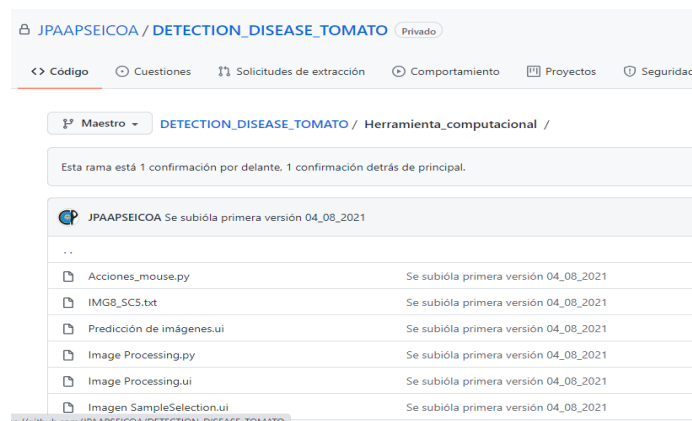 JPAAPSEICOA / DETECTION_DISEASE_TOMATO Privado
<> Código Cuestiones Solicitudes de extracción Comportamiento Proyectos Seguridad
Maestro DETECTION_DISEASE_TOMATO / Herramienta_computacional /
Esta rama está 1 confirmación por delante, 1 confirmación detrás de principal.
JPAAPSEICOA Se subióla primera versión 04_08_2021
..
Acciones_mouse.py Se subióla primera versión 04_08_2021
IMG8_SC5.txt Se subióla primera versión 04_08_2021
Predicción de imágenes.ui Se subióla primera versión 04_08_2021
Image Processing.py Se subióla primera versión 04_08_2021
Image Processing.ui Se subióla primera versión 04_08_2021
Imagen SampleSelection.ui Se subióla primera versión 04_08_2021